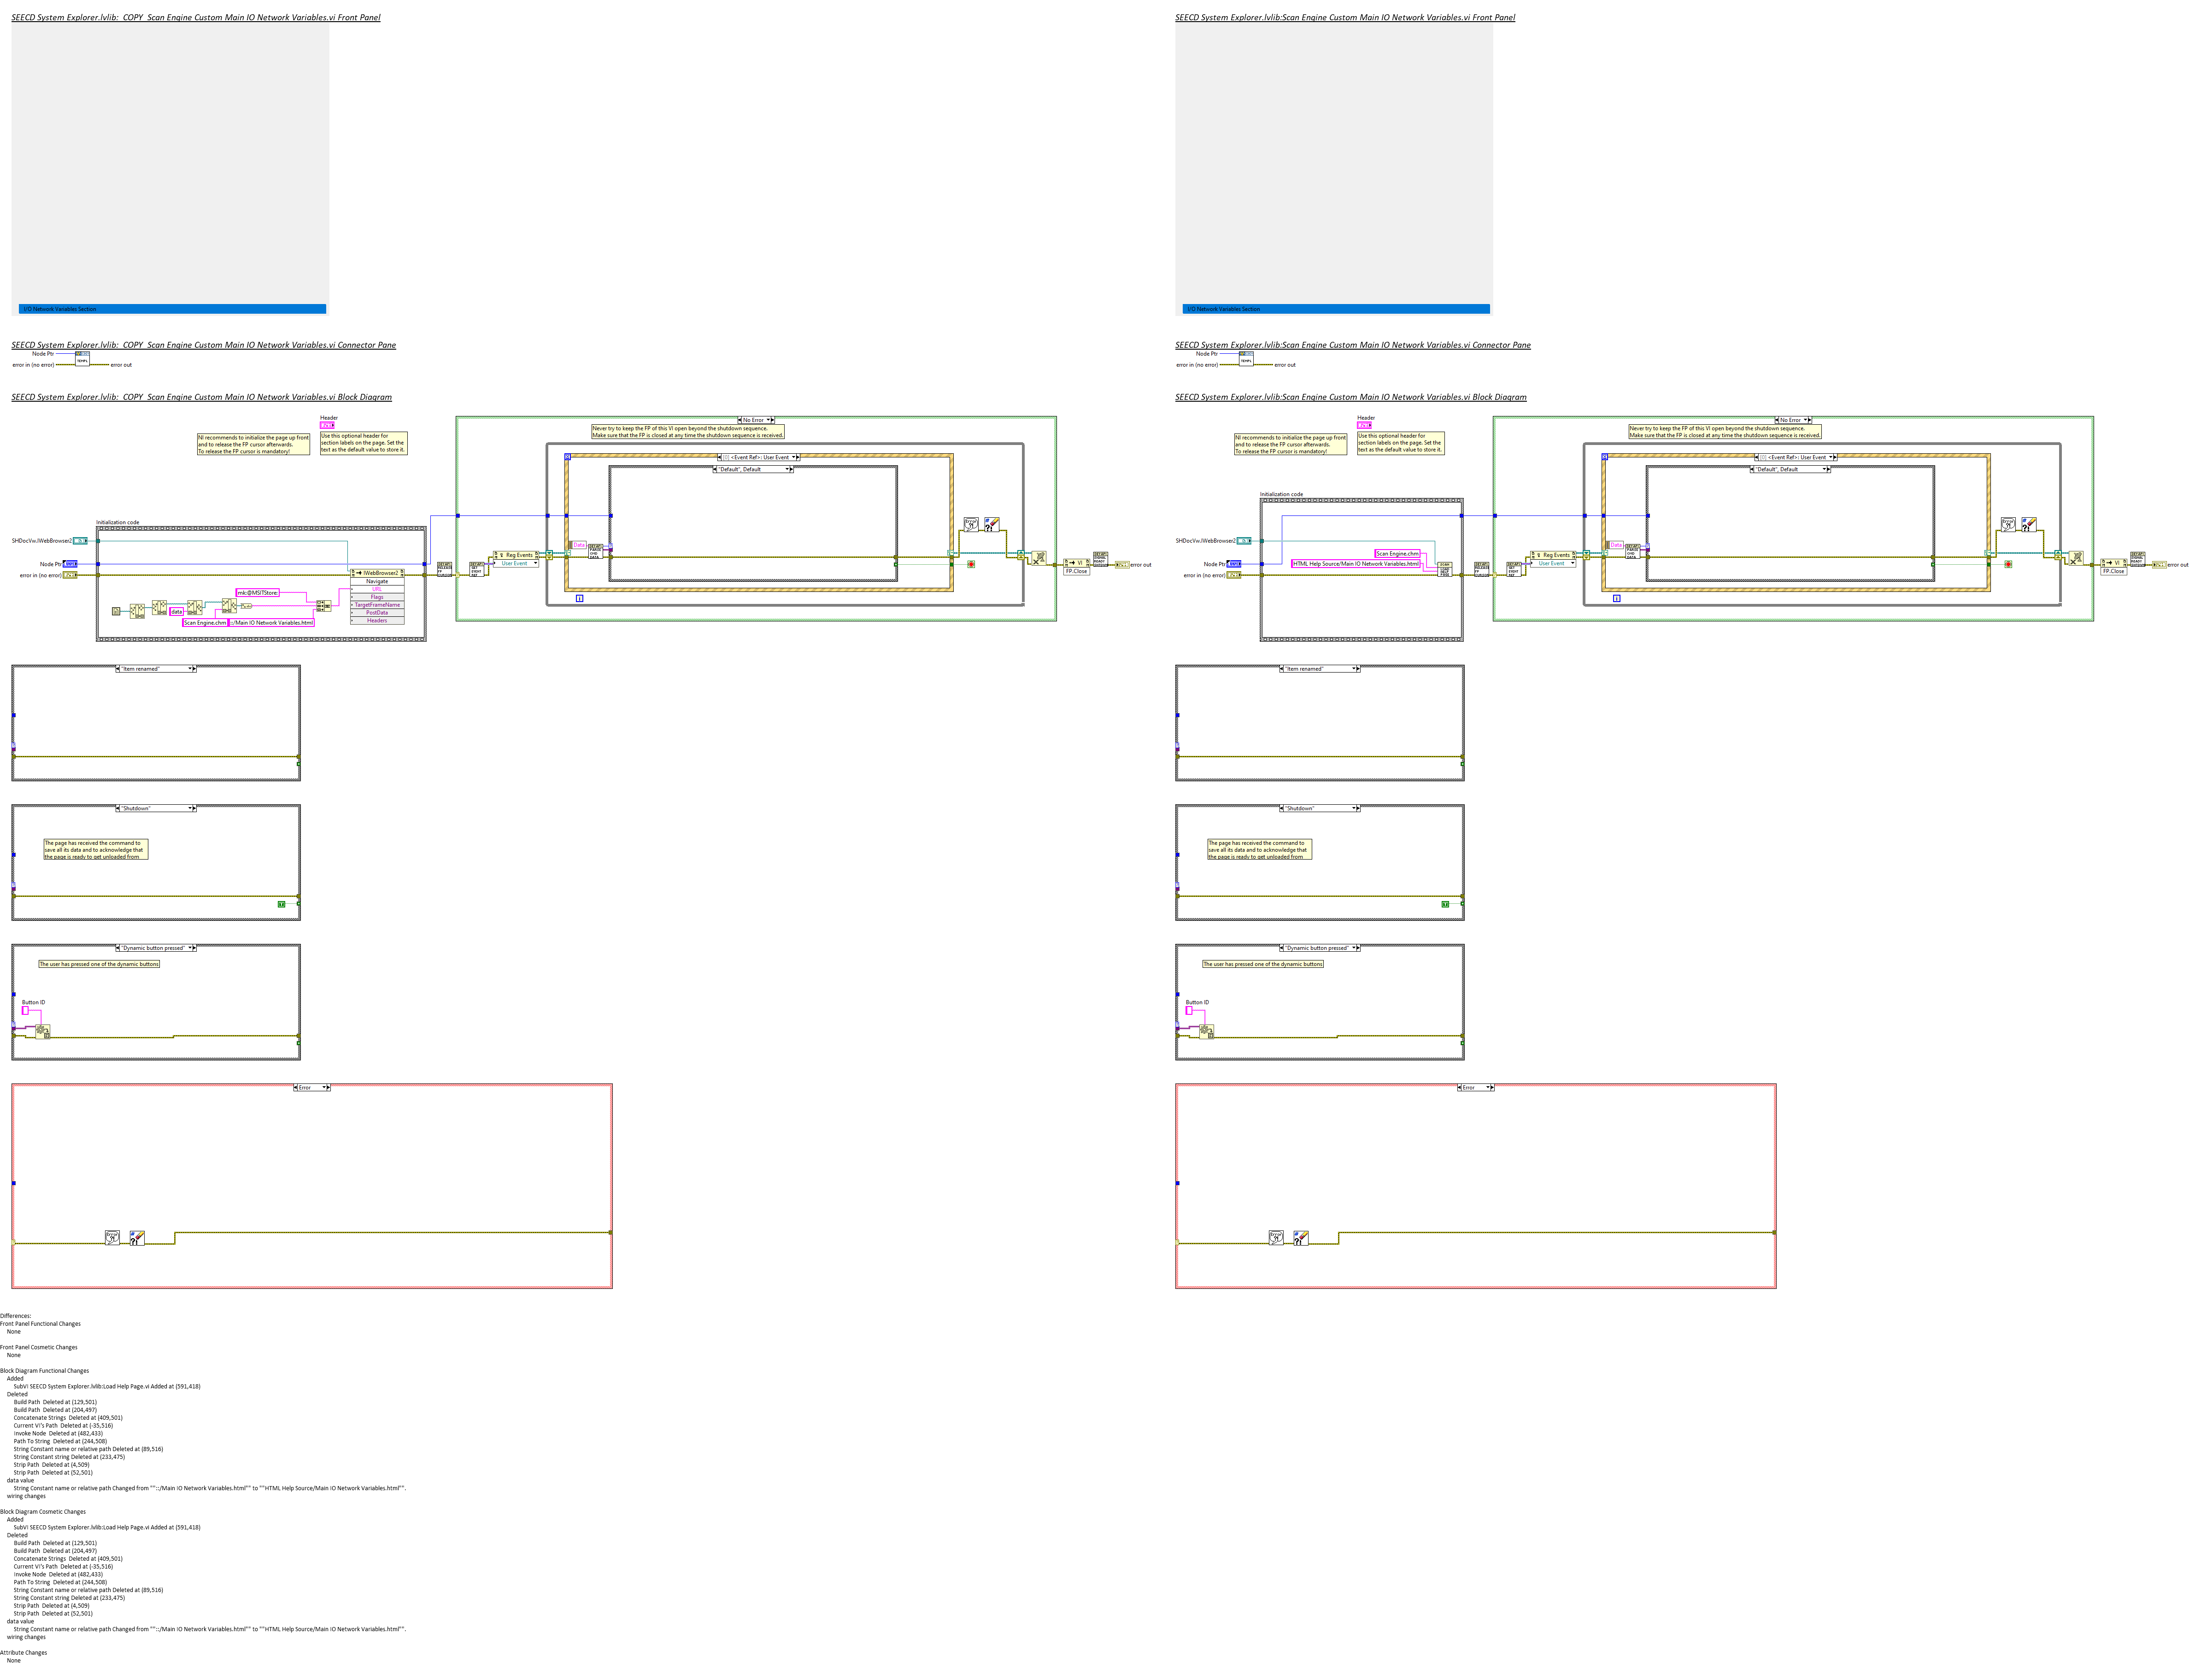 SEECD System Explorer.lvlib:_COPY_Scan Engine Custom Main IO Network Variables.vi Front Panel
I/O Network Variables Section
SEECD System Explorer.lvlib:_COPY_Scan Engine Custom Main IO Network Variables.vi Connector Pane
Node Ptr
error in (no error)
error out
SEECD System Explorer.lvlib:_COPY_Scan Engine Custom Main IO Network Variables.vi Block Diagram
Header
NI recommends to initialize the page up front
and to release the FP cursor afterwards.
To release the FP cursor is mandatory!
Use this optional header for
section labels on the page. Set the
text as the default value to store it.
No Error
Never try to keep the FP of this VI open beyond the shutdown sequence.
Make sure that the FP is closed at any time the shutdown sequence is received.
<Event Ref>: User Event
"Default", Default
Initialization code
SHDocVw.IWebBrowser2
Node Ptr
error in (no error)
IWebBrowser2
Navigate
URL
Flags
TargetFrameName
PostData
Headers
mk:@MSITStore:
data
Scan Engine.chm
::/Main IO Network Variables.html
Reg Events
User Event
Data
VI
FP.Close
error out
"Item renamed"
"Shutdown"
The page has received the command to
save all its data and to acknowledge that
the page is ready to get unloaded from
"Dynamic button pressed"
The user has pressed one of the dynamic buttons
Button ID
Error
SEECD System Explorer.lvlib:Scan Engine Custom Main IO Network Variables.vi Front Panel
I/O Network Variables Section
SEECD System Explorer.lvlib:Scan Engine Custom Main IO Network Variables.vi Connector Pane
Node Ptr
error in (no error)
error out
SEECD System Explorer.lvlib:Scan Engine Custom Main IO Network Variables.vi Block Diagram
Header
NI recommends to initialize the page up front
and to release the FP cursor afterwards.
To release the FP cursor is mandatory!
Use this optional header for
section labels on the page. Set the
text as the default value to store it.
No Error
Never try to keep the FP of this VI open beyond the shutdown sequence.
Make sure that the FP is closed at any time the shutdown sequence is received.
<Event Ref>: User Event
"Default", Default
Initialization code
SHDocVw.IWebBrowser2
Node Ptr
error in (no error)
Scan Engine.chm
HTML Help Source/Main IO Network Variables.html
Reg Events
User Event
Data
VI
FP.Close
error out
"Item renamed"
"Shutdown"
The page has received the command to
save all its data and to acknowledge that
the page is ready to get unloaded from
"Dynamic button pressed"
The user has pressed one of the dynamic buttons
Button ID
Error
Differences:
Front Panel Functional Changes
None
Front Panel Cosmetic Changes
None
Block Diagram Functional Changes
Added
SubVI SEECD System Explorer.lvlib:Load Help Page.vi Added at (591,418)
Deleted
Build Path  Deleted at (129,501)
Build Path  Deleted at (204,497)
Concatenate Strings  Deleted at (409,501)
Current VI's Path  Deleted at (-35,516)
Invoke Node  Deleted at (482,433)
Path To String  Deleted at (244,508)
String Constant name or relative path Deleted at (89,516)
String Constant string Deleted at (233,475)
Strip Path  Deleted at (4,509)
Strip Path  Deleted at (52,501)
data value
String Constant name or relative path Changed from ""::/Main IO Network Variables.html"" to ""HTML Help Source/Main IO Network Variables.html"".
wiring changes
Block Diagram Cosmetic Changes
Added
SubVI SEECD System Explorer.lvlib:Load Help Page.vi Added at (591,418)
Deleted
Build Path  Deleted at (129,501)
Build Path  Deleted at (204,497)
Concatenate Strings  Deleted at (409,501)
Current VI's Path  Deleted at (-35,516)
Invoke Node  Deleted at (482,433)
Path To String  Deleted at (244,508)
String Constant name or relative path Deleted at (89,516)
String Constant string Deleted at (233,475)
Strip Path  Deleted at (4,509)
Strip Path  Deleted at (52,501)
data value
String Constant name or relative path Changed from ""::/Main IO Network Variables.html"" to ""HTML Help Source/Main IO Network Variables.html"".
wiring changes
Attribute Changes
None